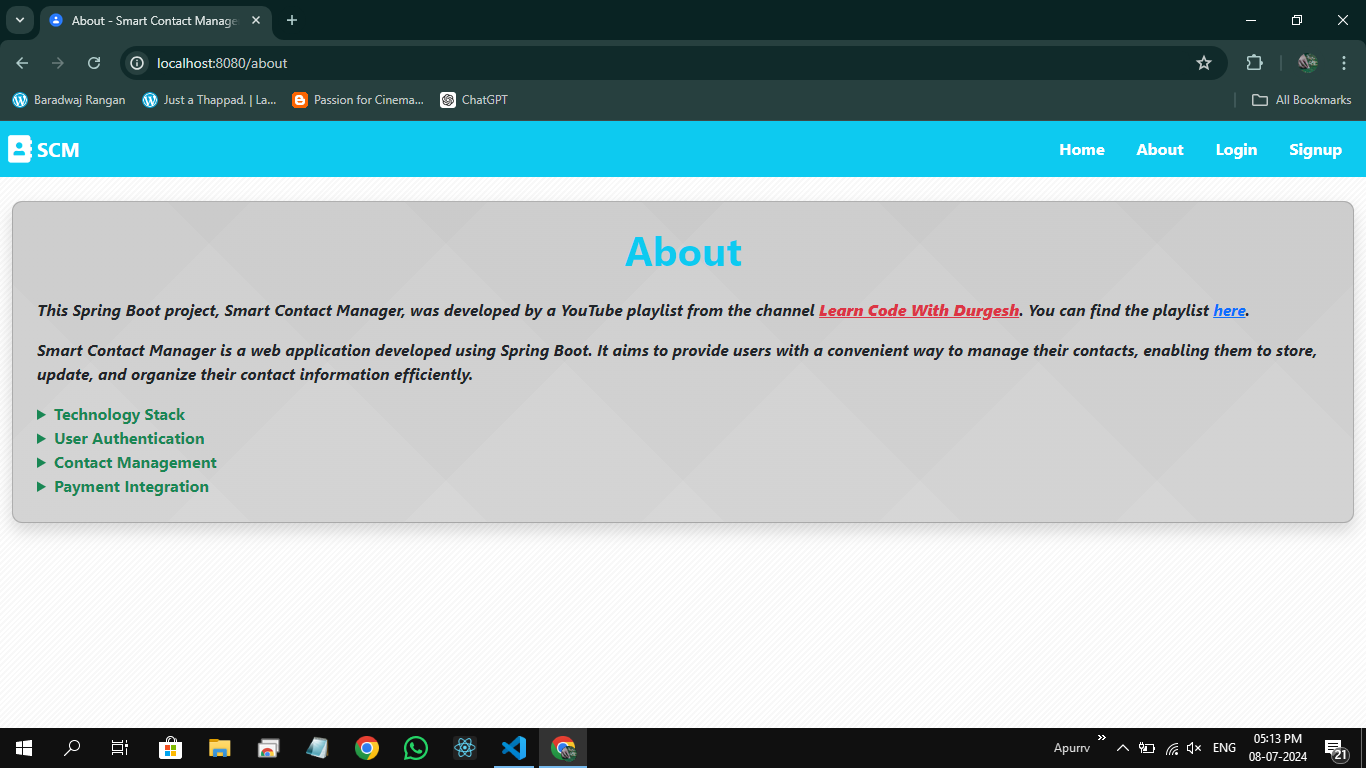 About - Smart Contact Manage
localhost:8080/about
Baradwaj Rangan
Just a Thappad. | La...
Passion for Cinema...
ChatGPT
All Bookmarks
SCM
Home
About
Login
Signup
About
This Spring Boot project, Smart Contact Manager, was developed by a YouTube playlist from the channel Learn Code With Durgesh. You can find the playlist here.
Smart Contact Manager is a web application developed using Spring Boot. It aims to provide users with a convenient way to manage their contacts, enabling them to store,
update, and organize their contact information efficiently.
Technology Stack
User Authentication
Contact Management
Payment Integration
Apurrv
ENG
05:13 PM
08-07-2024
21